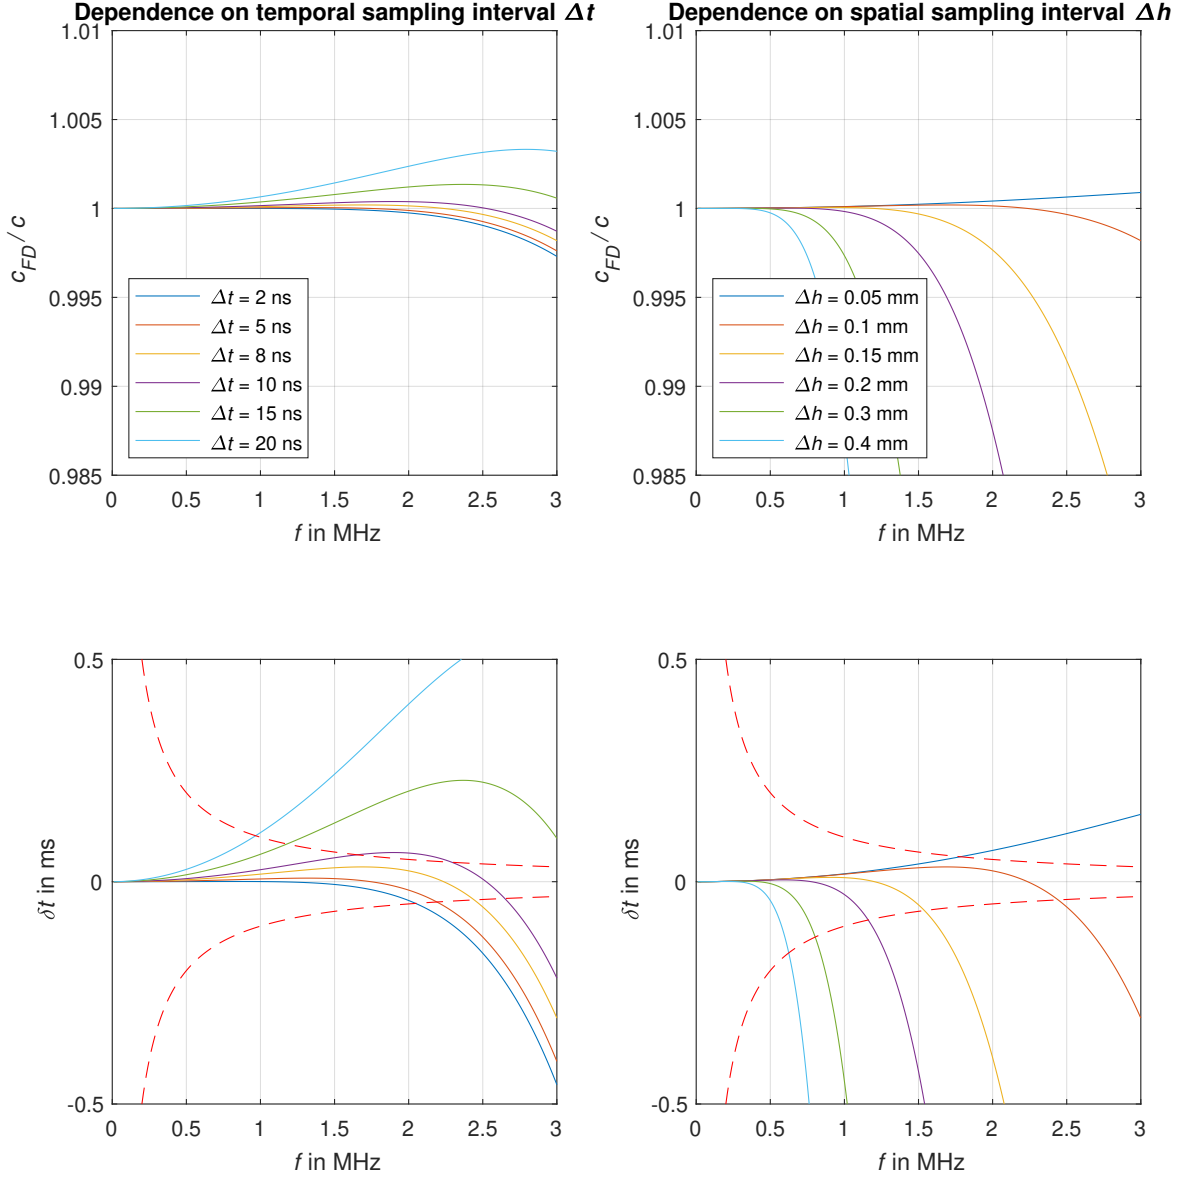 Dependence on temporal sampling interval Δt
1.01
1.005
1
0.995
0.99
0.985
c_FD / c
Δt = 2 ns
Δt = 5 ns
Δt = 8 ns
Δt = 10 ns
Δt = 15 ns
Δt = 20 ns
0 0.5 1 1.5 2 2.5 3
f in MHz
Dependence on spatial sampling interval Δh
1.01
1.005
1
0.995
0.99
0.985
c_FD / c
Δh = 0.05 mm
Δh = 0.1 mm
Δh = 0.15 mm
Δh = 0.2 mm
Δh = 0.3 mm
Δh = 0.4 mm
0 0.5 1 1.5 2 2.5 3
f in MHz
0.5
0
-0.5
δt in ms
0 0.5 1 1.5 2 2.5 3
f in MHz
0.5
0
-0.5
δt in ms
0 0.5 1 1.5 2 2.5 3
f in MHz